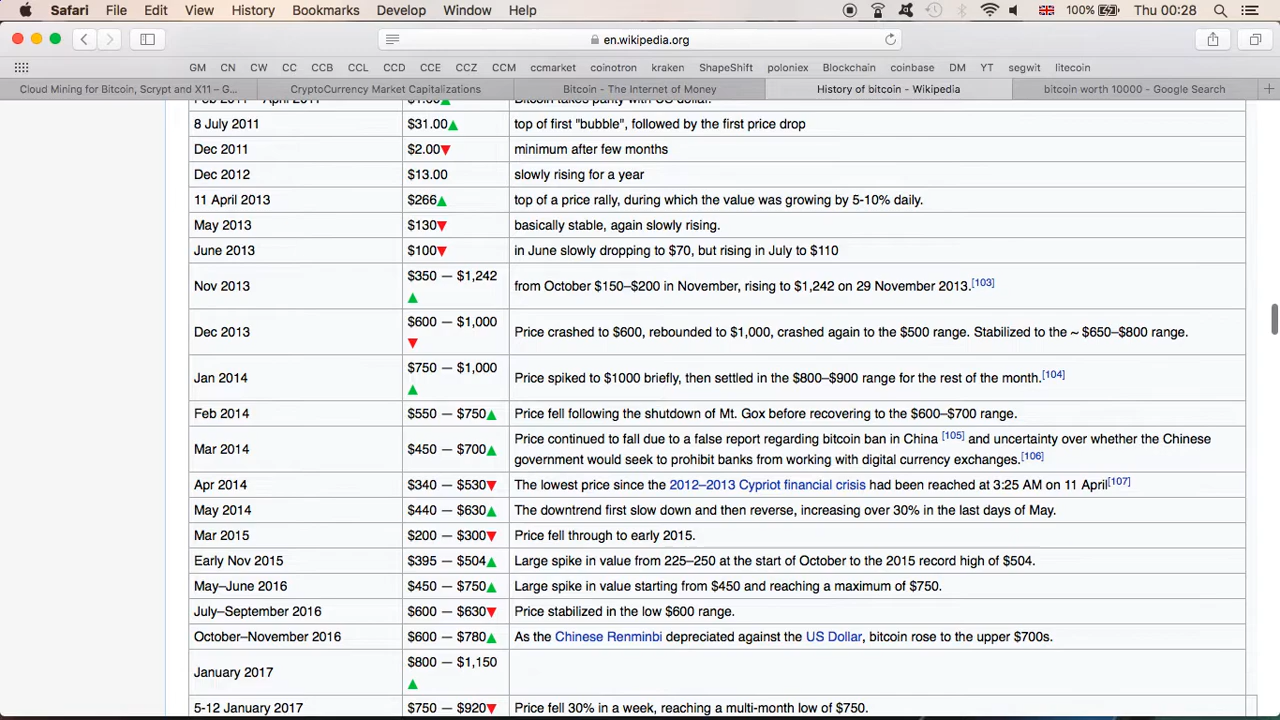 Safari File Edit View History Bookmarks Develop Window Help 100% Thu 00:28
en.wikipedia.org
GM CN CW CC CCB CCL CCD CCE CCZ CCM ccmarket coinotron kraken ShapeShift poloniex Blockchain coinbase DM YT segwit litecoin
Cloud Mining for Bitcoin, Scrypt and X11 – G... CryptoCurrency Market Capitalizations Bitcoin - The Internet of Money History of bitcoin - Wikipedia bitcoin worth 10000 - Google Search
Feb 2011 – April 2011 $1.00▲ Bitcoin takes parity with US dollar.
8 July 2011 $31.00▲ top of first "bubble", followed by the first price drop
Dec 2011 $2.00▼ minimum after few months
Dec 2012 $13.00 slowly rising for a year
11 April 2013 $266▲ top of a price rally, during which the value was growing by 5-10% daily.
May 2013 $130▼ basically stable, again slowly rising.
June 2013 $100▼ in June slowly dropping to $70, but rising in July to $110
Nov 2013 $350 — $1,242 ▲ from October $150–$200 in November, rising to $1,242 on 29 November 2013.[103]
Dec 2013 $600 — $1,000 ▼ Price crashed to $600, rebounded to $1,000, crashed again to the $500 range. Stabilized to the ~ $650–$800 range.
Jan 2014 $750 — $1,000 ▲ Price spiked to $1000 briefly, then settled in the $800–$900 range for the rest of the month.[104]
Feb 2014 $550 — $750▲ Price fell following the shutdown of Mt. Gox before recovering to the $600–$700 range.
Mar 2014 $450 — $700▲ Price continued to fall due to a false report regarding bitcoin ban in China [105] and uncertainty over whether the Chinese
government would seek to prohibit banks from working with digital currency exchanges.[106]
Apr 2014 $340 — $530▼ The lowest price since the 2012–2013 Cypriot financial crisis had been reached at 3:25 AM on 11 April[107]
May 2014 $440 — $630▲ The downtrend first slow down and then reverse, increasing over 30% in the last days of May.
Mar 2015 $200 — $300▼ Price fell through to early 2015.
Early Nov 2015 $395 — $504▲ Large spike in value from 225–250 at the start of October to the 2015 record high of $504.
May–June 2016 $450 — $750▲ Large spike in value starting from $450 and reaching a maximum of $750.
July–September 2016 $600 — $630▼ Price stabilized in the low $600 range.
October–November 2016 $600 — $780▲ As the Chinese Renminbi depreciated against the US Dollar, bitcoin rose to the upper $700s.
January 2017 $800 — $1,150 ▲
5-12 January 2017 $750 — $920▼ Price fell 30% in a week, reaching a multi-month low of $750.